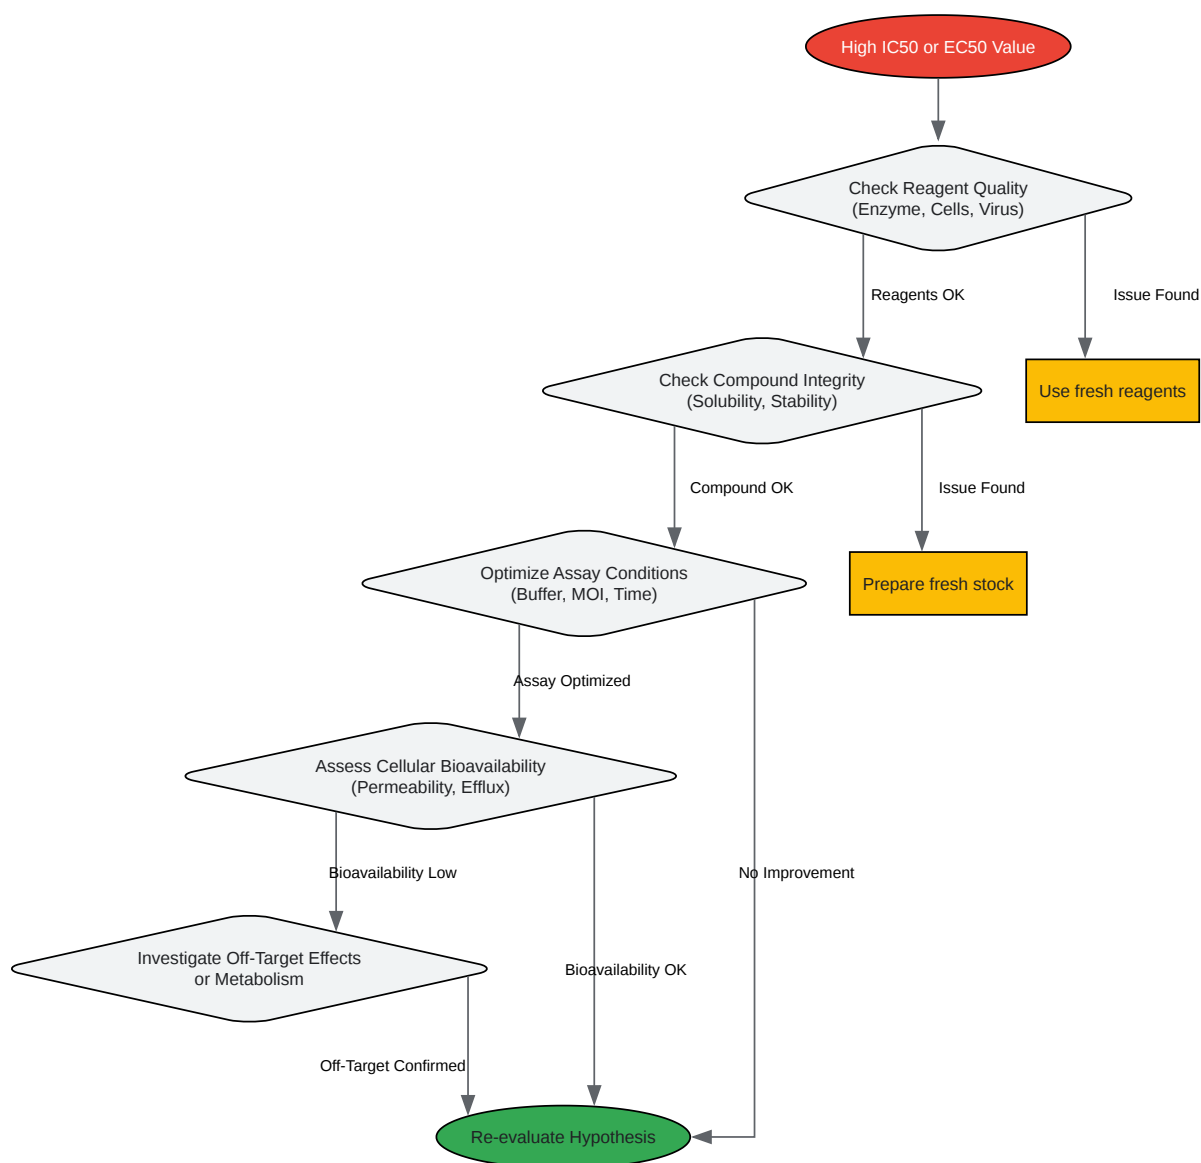 High IC50 or EC50 Value
Check Reagent Quality
(Enzyme, Cells, Virus)
Reagents OK
Issue Found
Check Compound Integrity
(Solubility, Stability)
Use fresh reagents
Compound OK
Issue Found
Optimize Assay Conditions
(Buffer, MOI, Time)
Prepare fresh stock
Assay Optimized
Assess Cellular Bioavailability
(Permeability, Efflux)
Bioavailability Low
No Improvement
Investigate Off-Target Effects
or Metabolism
Bioavailability OK
Off-Target Confirmed
Re-evaluate Hypothesis